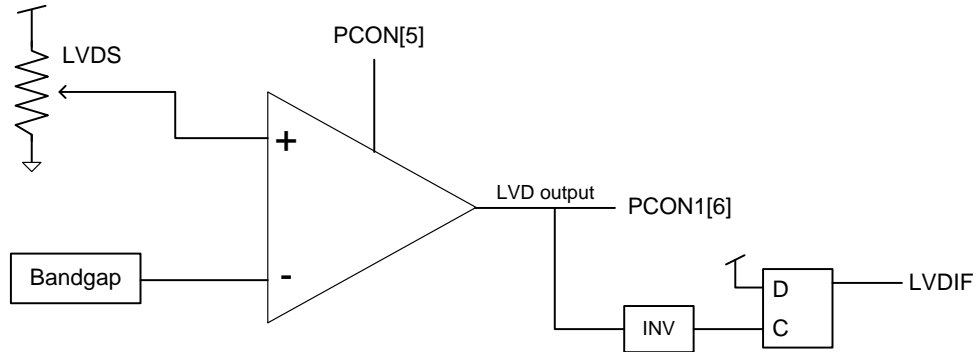 PCON[5]
LVDS
+
LVD output
PCON1[6]
Bandgap
-
D
LVDIF
INV
C